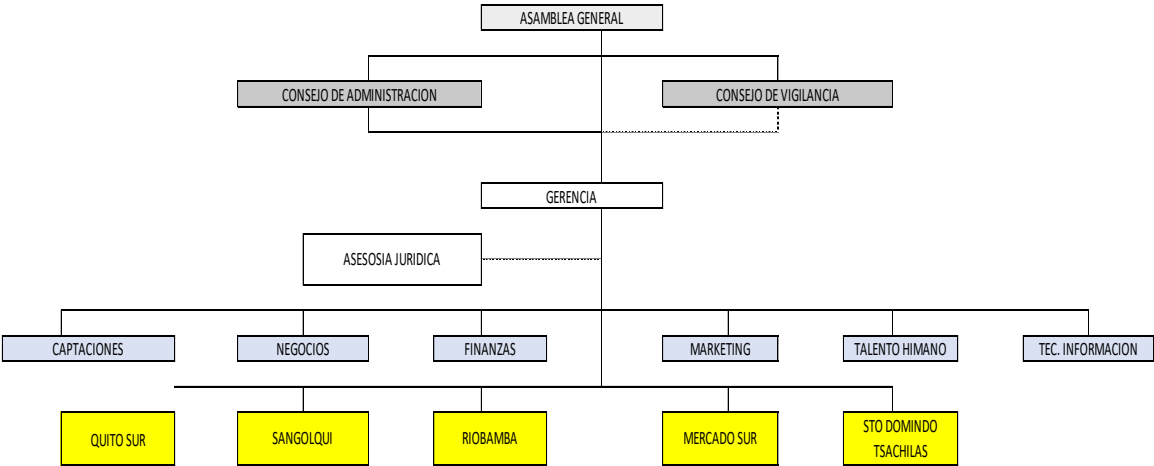 ASAMBLEA GENERAL
CONSEJO DE ADMINISTRACION
CONSEJO DE VIGILANCIA
GERENCIA
ASESOSIA JURIDICA
CAPTACIONES
NEGOCIOS
FINANZAS
MARKETING
TALENTO HIMANO
TEC. INFORMACION
QUITO SUR
SANGOLQUI
RIOBAMBA
MERCADO SUR
STO DOMINDO
TSACHILAS